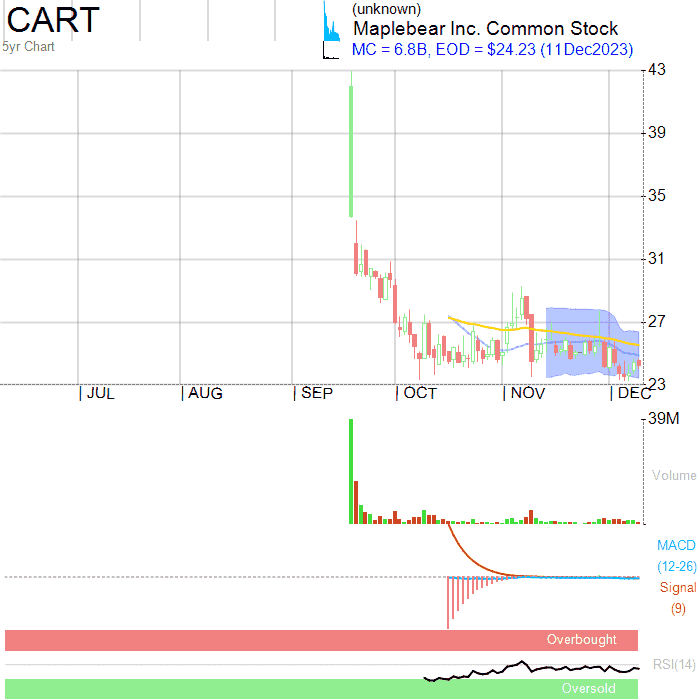 CART
(unknown)
Maplebear Inc. Common Stock
5yr Chart
MC = 6.8B, EOD = $24.23 (11Dec2023)
43
39
35
31
27
23
JUL
AUG
SEP
OCT
NOV
DEC
39M
Volume
MACD
(12-26)
Signal
(9)
Overbought
RSI(14)
Oversold